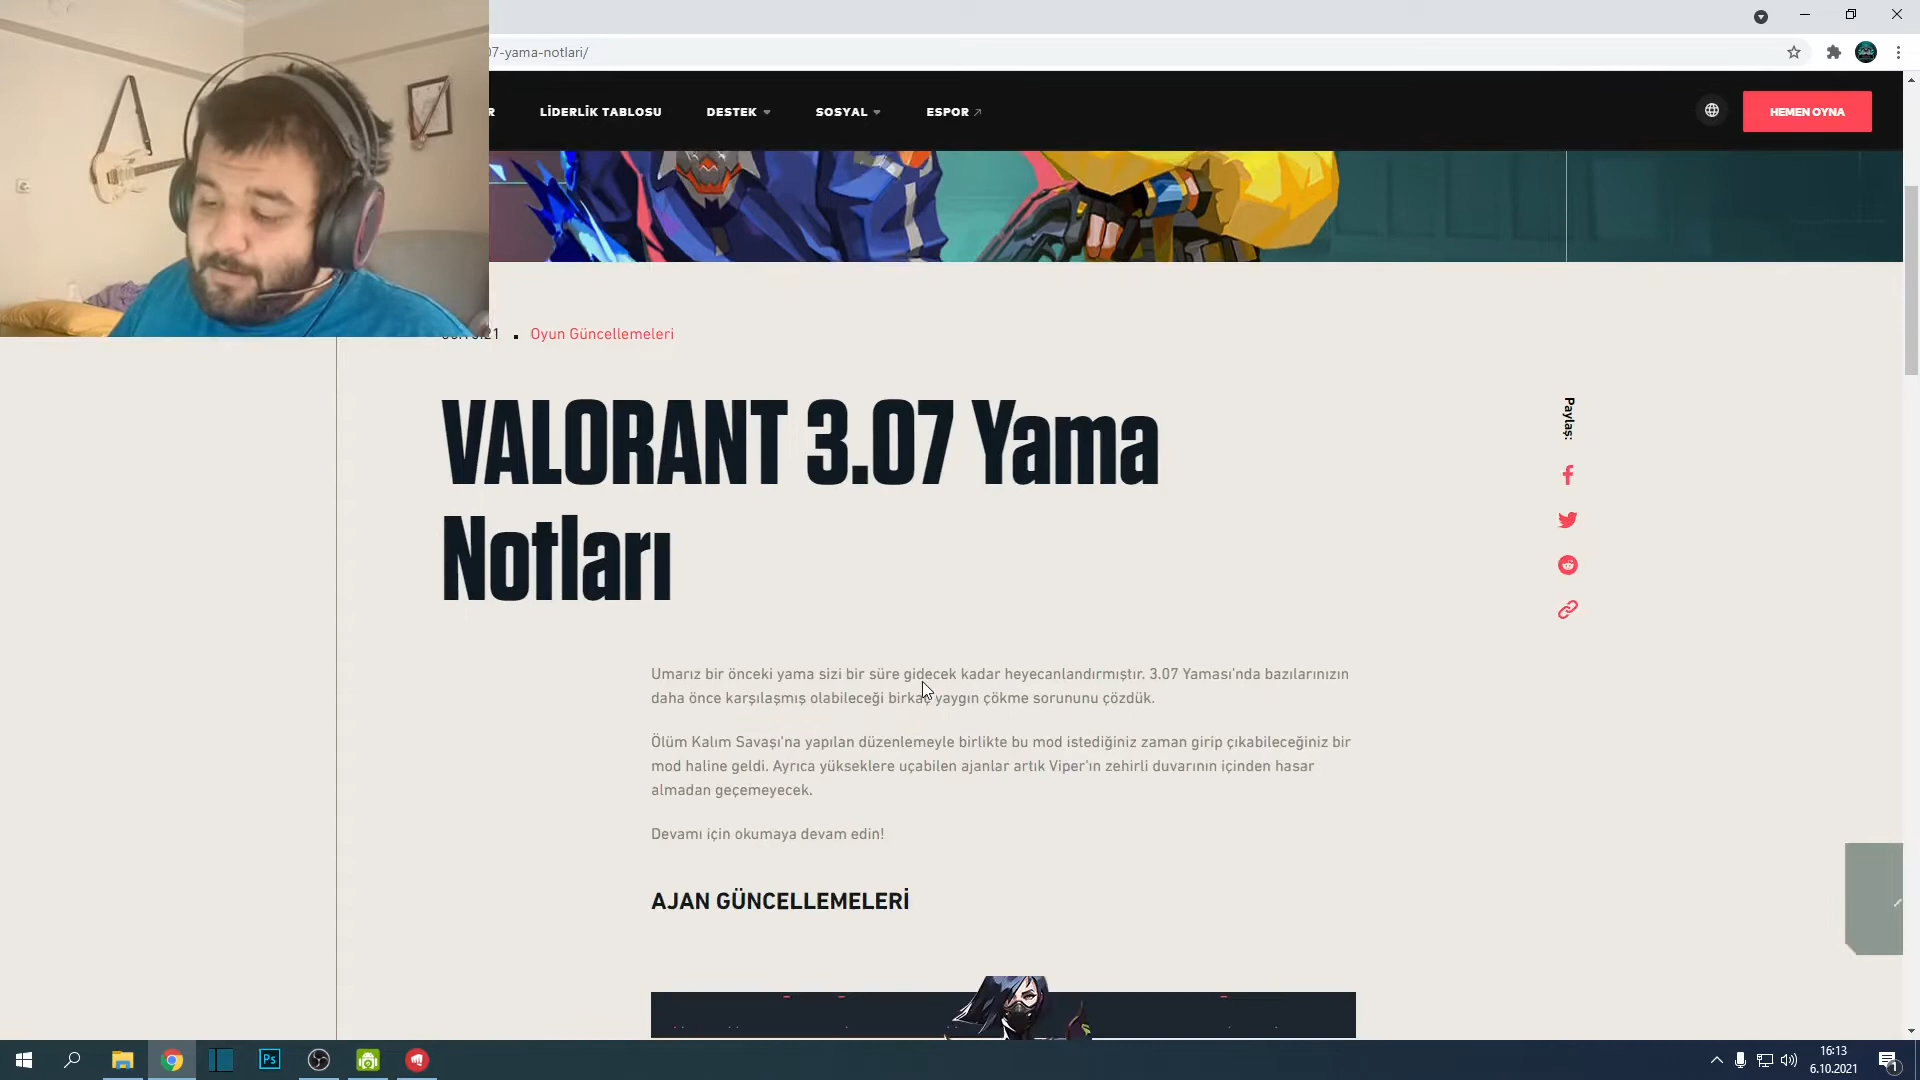 07-yama-notlari/
R
LİDERLİK TABLOSU
DESTEK
SOSYAL
ESPOR
HEMEN OYNA
Oyun Güncellemeleri
VALORANT 3.07 Yama
Notları
Paylaş:
Umarız bir önceki yama sizi bir süre gidecek kadar heyecanlandırmıştır. 3.07 Yaması'nda bazılarınızın
daha önce karşılaşmış olabileceği birkaç yaygın çökme sorununu çözdük.
Ölüm Kalım Savaşı'na yapılan düzenlemeyle birlikte bu mod istediğiniz zaman girip çıkabileceğiniz bir
mod haline geldi. Ayrıca yükseklere uçabilen ajanlar artık Viper'ın zehirli duvarının içinden hasar
almadan geçemeyecek.
Devamı için okumaya devam edin!
AJAN GÜNCELLEMELERİ
Ps
16:13
6.10.2021
1